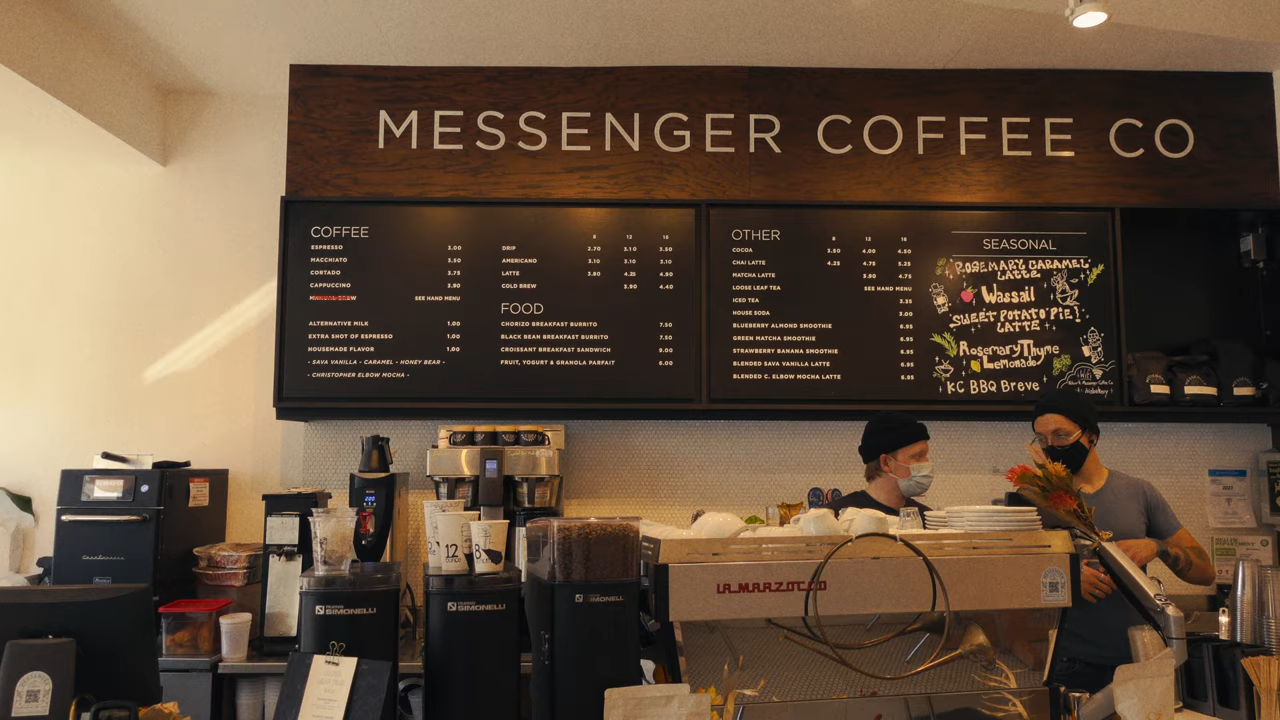 MESSENGER COFFEE CO
COFFEE
ESPRESSO 3.00
MACCHIATO 3.50
CORTADO 3.75
CAPPUCCINO 3.90
SEE HAND MENU
ALTERNATIVE MILK 1.00
EXTRA SHOT OF ESPRESSO 1.00
HOUSEMADE FLAVOR 1.00
- SAVA VANILLA - CARAMEL - HONEY BEAR -
- CHRISTOPHER ELBOW MOCHA -
8 12 16
DRIP 2.70 3.10 3.50
AMERICANO 3.10 3.10 3.10
LATTE 3.80 4.25 4.90
COLD BREW 3.90 4.40
FOOD
CHORIZO BREAKFAST BURRITO 7.50
BLACK BEAN BREAKFAST BURRITO 7.50
CROISSANT BREAKFAST SANDWICH 9.00
FRUIT, YOGURT & GRANOLA PARFAIT 6.00
OTHER 8 12 16
COCOA 3.50 4.00 4.50
CHAI LATTE 4.25 4.75 5.25
MATCHA LATTE 3.90 4.75
LOOSE LEAF TEA SEE HAND MENU
ICED TEA 3.25
HOUSE SODA 3.00
BLUEBERRY ALMOND SMOOTHIE 6.95
GREEN MATCHA SMOOTHIE 6.95
STRAWBERRY BANANA SMOOTHIE 6.95
BLENDED SAVA VANILLA LATTE 6.95
BLENDED C. ELBOW MOCHA LATTE 6.95
SEASONAL
ROSEMARY CARAMEL
LATTE
Wassail
SWEET POTATO PIE
LATTE
Rosemary Thyme
Lemonade
KC BBQ Breve
WiFi
SIMONELLI
SIMONELLI
SIMONELLI
12
8
LA MARZOCCO